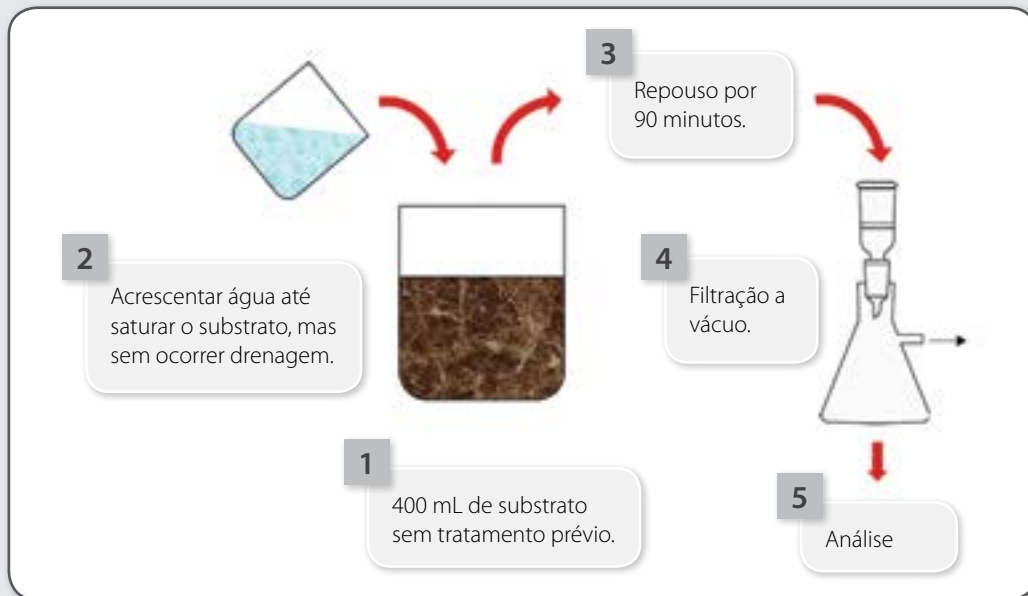 1
400 mL de substrato
sem tratamento prévio.
2
Acrescentar água até
saturar o substrato, mas
sem ocorrer drenagem.
3
Repouso por
90 minutos.
4
Filtração a
vácuo.
5
Análise